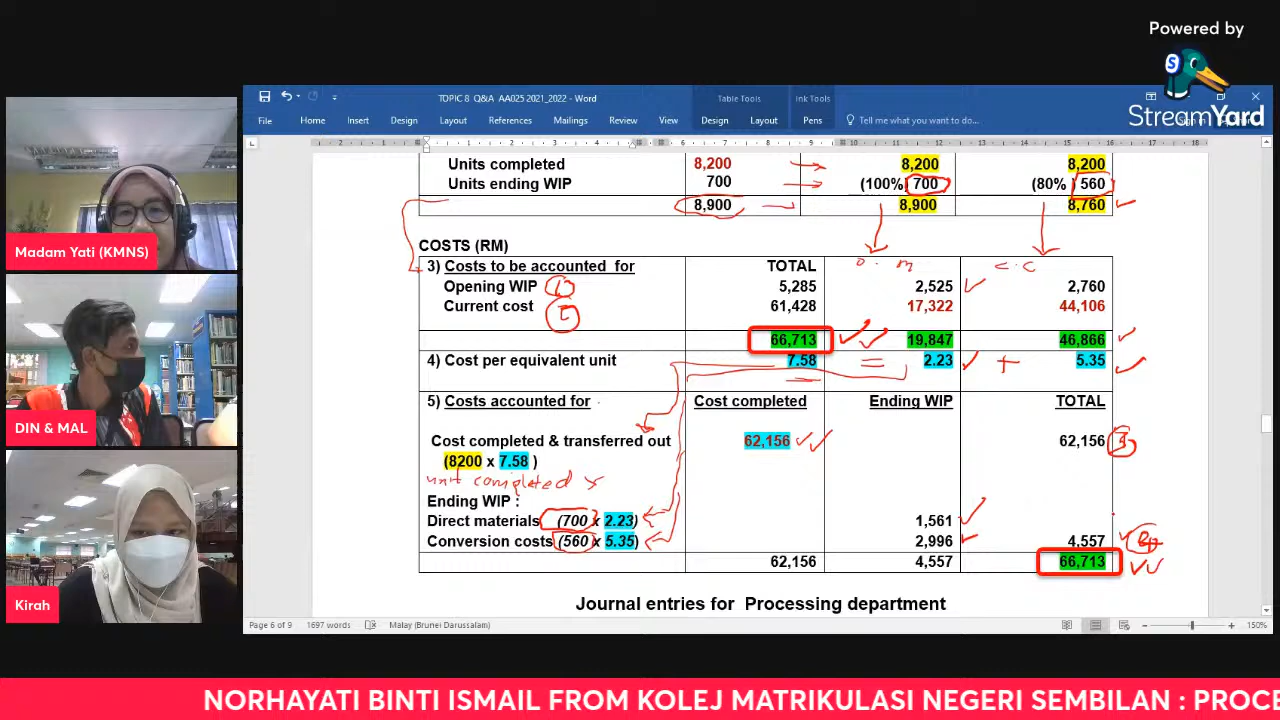 Powered by
S
StreamYard
TOPIC 8 Q&A AA025 2021_2022 - Word
Table Tools
Ink Tools
File
Home
Insert
Design
Layout
References
Mailings
Review
View
Design
Layout
Pens
Tell me what you want to do...
Units completed 8,200 8,200 8,200
Units ending WIP 700 (100% 700 (80% 560
8,900 8,900 8,760
COSTS (RM)
D. M C.C
3) Costs to be accounted for TOTAL
Opening WIP 5,285 2,525 2,760
Current cost 61,428 17,322 44,106
66,713 19,847 46,866
4) Cost per equivalent unit 7.58 = 2.23 + 5.35
5) Costs accounted for Cost completed Ending WIP TOTAL
Cost completed & transferred out 62,156 62,156
(8200 x 7.58 )
unit completed
Ending WIP :
Direct materials (700 x 2.23) 1,561
Conversion costs (560 x 5.35) 2,996 4,557
62,156 4,557 66,713
Journal entries for Processing department
Page 6 of 9 1697 words Malay (Brunei Darussalam) 150%
Madam Yati (KMNS)
DIN & MAL
Kirah
NORHAYATI BINTI ISMAIL FROM KOLEJ MATRIKULASI NEGERI SEMBILAN : PROCE